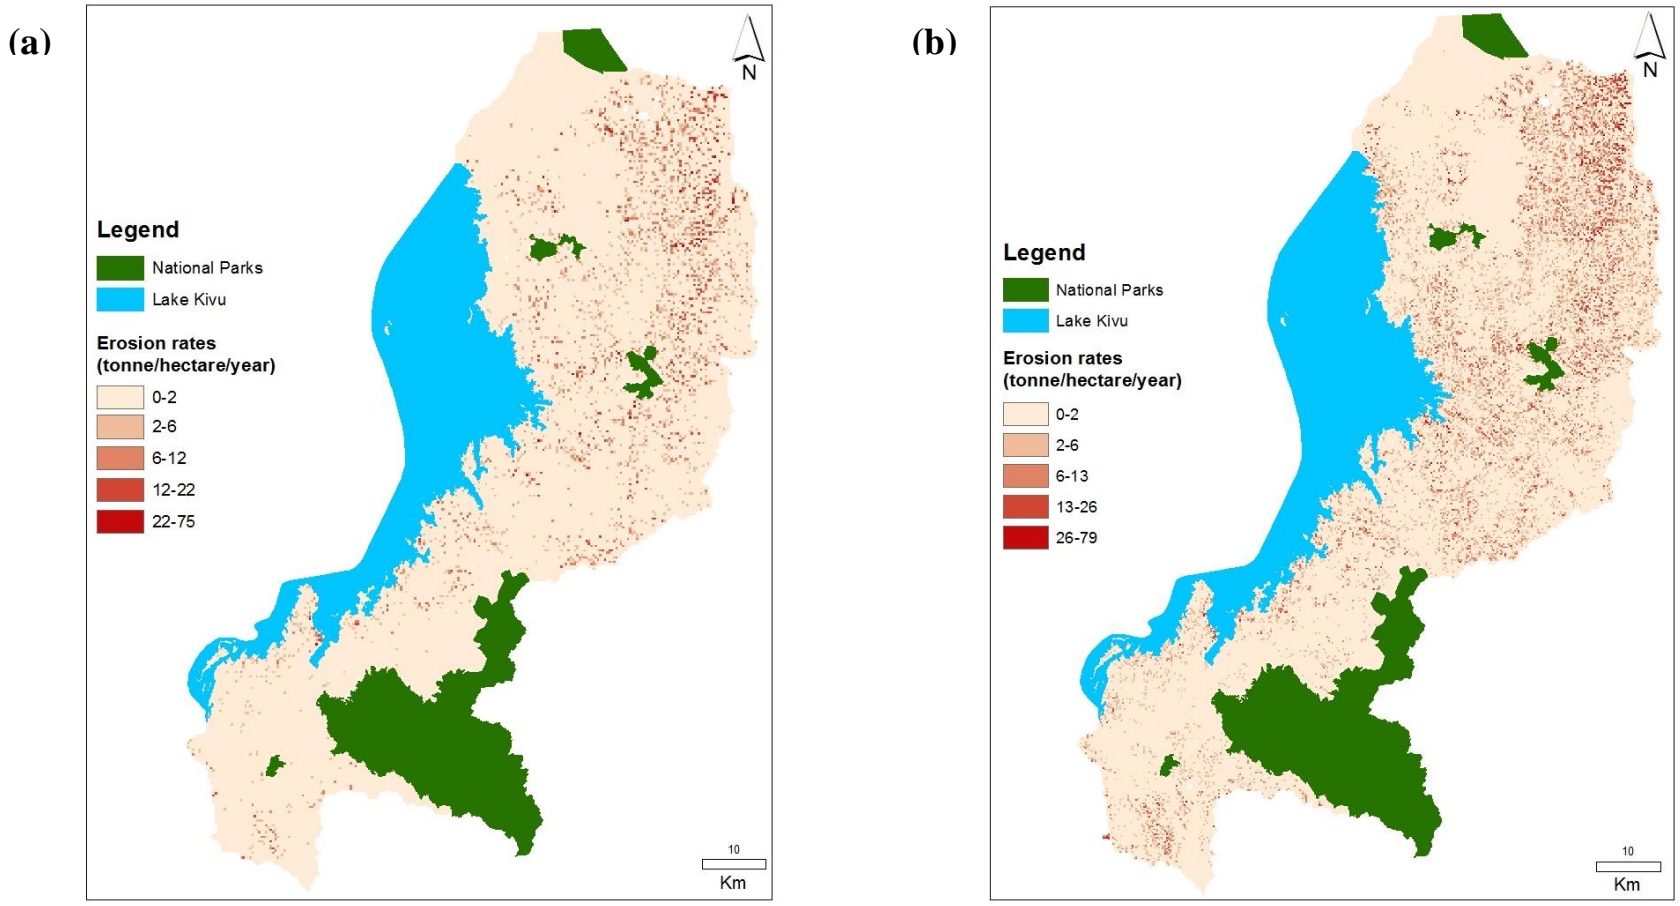 (a)
N
Legend
National Parks
Lake Kivu
Erosion rates
(tonne/hectare/year)
0-2
2-6
6-12
12-22
22-75
10
Km
(b)
N
Legend
National Parks
Lake Kivu
Erosion rates
(tonne/hectare/year)
0-2
2-6
6-13
13-26
26-79
10
Km